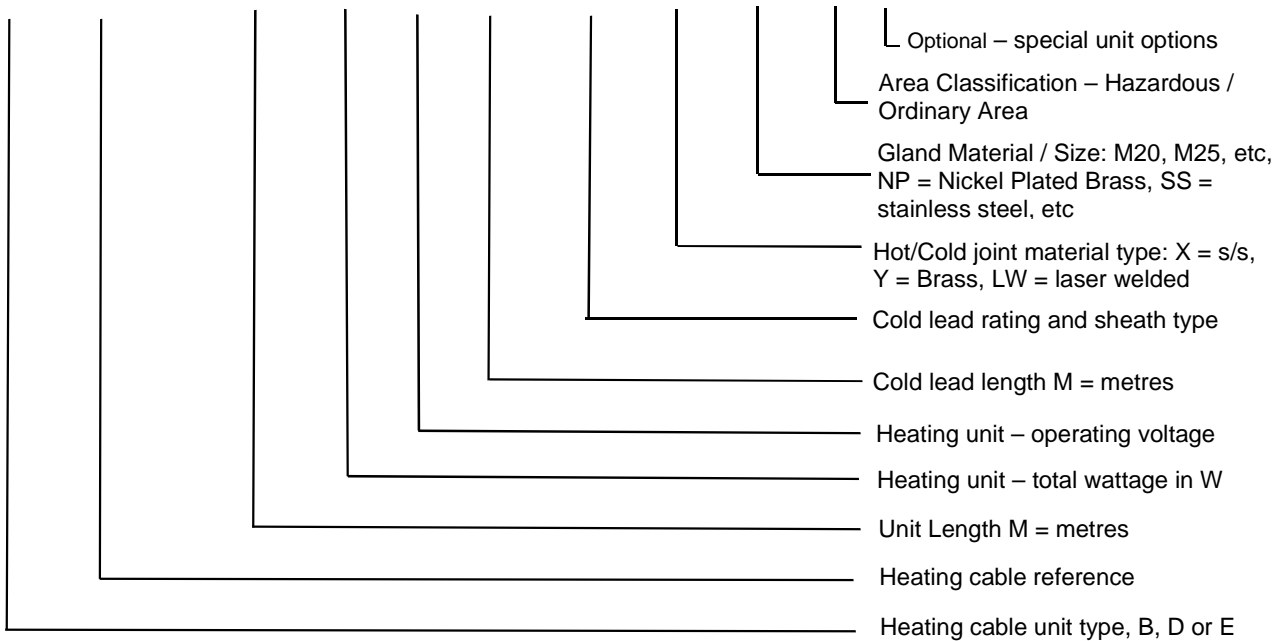 Optional – special unit options
Area Classification – Hazardous /
Ordinary Area
Gland Material / Size: M20, M25, etc,
NP = Nickel Plated Brass, SS =
stainless steel, etc
Hot/Cold joint material type: X = s/s,
Y = Brass, LW = laser welded
Cold lead rating and sheath type
Cold lead length M = metres
Heating unit – operating voltage
Heating unit – total wattage in W
Unit Length M = metres
Heating cable reference
Heating cable unit type, B, D or E